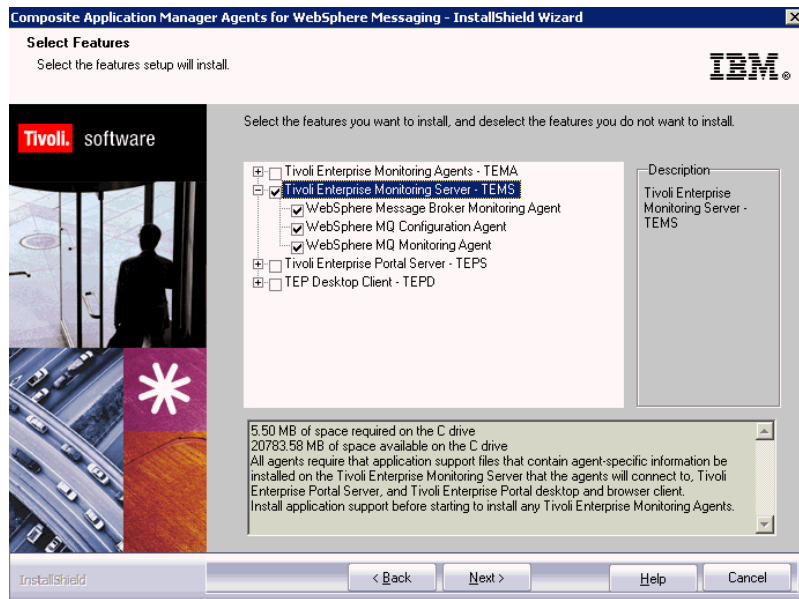 Composite Application Manager Agents for WebSphere Messaging - InstallShield Wizard
Select Features
Select the features setup will install.
IBM®
Tivoli. software
Select the features you want to install, and deselect the features you do not want to install.
Tivoli Enterprise Monitoring Agents - TEMA
Tivoli Enterprise Monitoring Server - TEMS
WebSphere Message Broker Monitoring Agent
WebSphere MQ Configuration Agent
WebSphere MQ Monitoring Agent
Tivoli Enterprise Portal Server - TEPS
TEP Desktop Client - TEPD
Description
Tivoli Enterprise
Monitoring Server -
TEMS
5.50 MB of space required on the C drive
20783.58 MB of space available on the C drive
All agents require that application support files that contain agent-specific information be
installed on the Tivoli Enterprise Monitoring Server that the agents will connect to, Tivoli
Enterprise Portal Server, and Tivoli Enterprise Portal desktop and browser client.
Install application support before starting to install any Tivoli Enterprise Monitoring Agents.
InstallShield
< Back
Next >
Help
Cancel